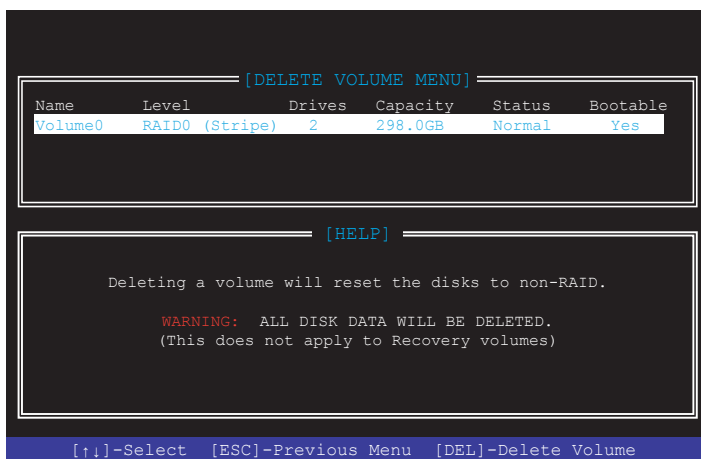 [DELETE VOLUME MENU]
Name Level Drives Capacity Status Bootable
Volume0 RAID0 (Stripe) 2 298.0GB Normal Yes
[HELP]
Deleting a volume will reset the disks to non-RAID.
WARNING: ALL DISK DATA WILL BE DELETED.
(This does not apply to Recovery volumes)
[↑↓]-Select [ESC]-Previous Menu [DEL]-Delete Volume